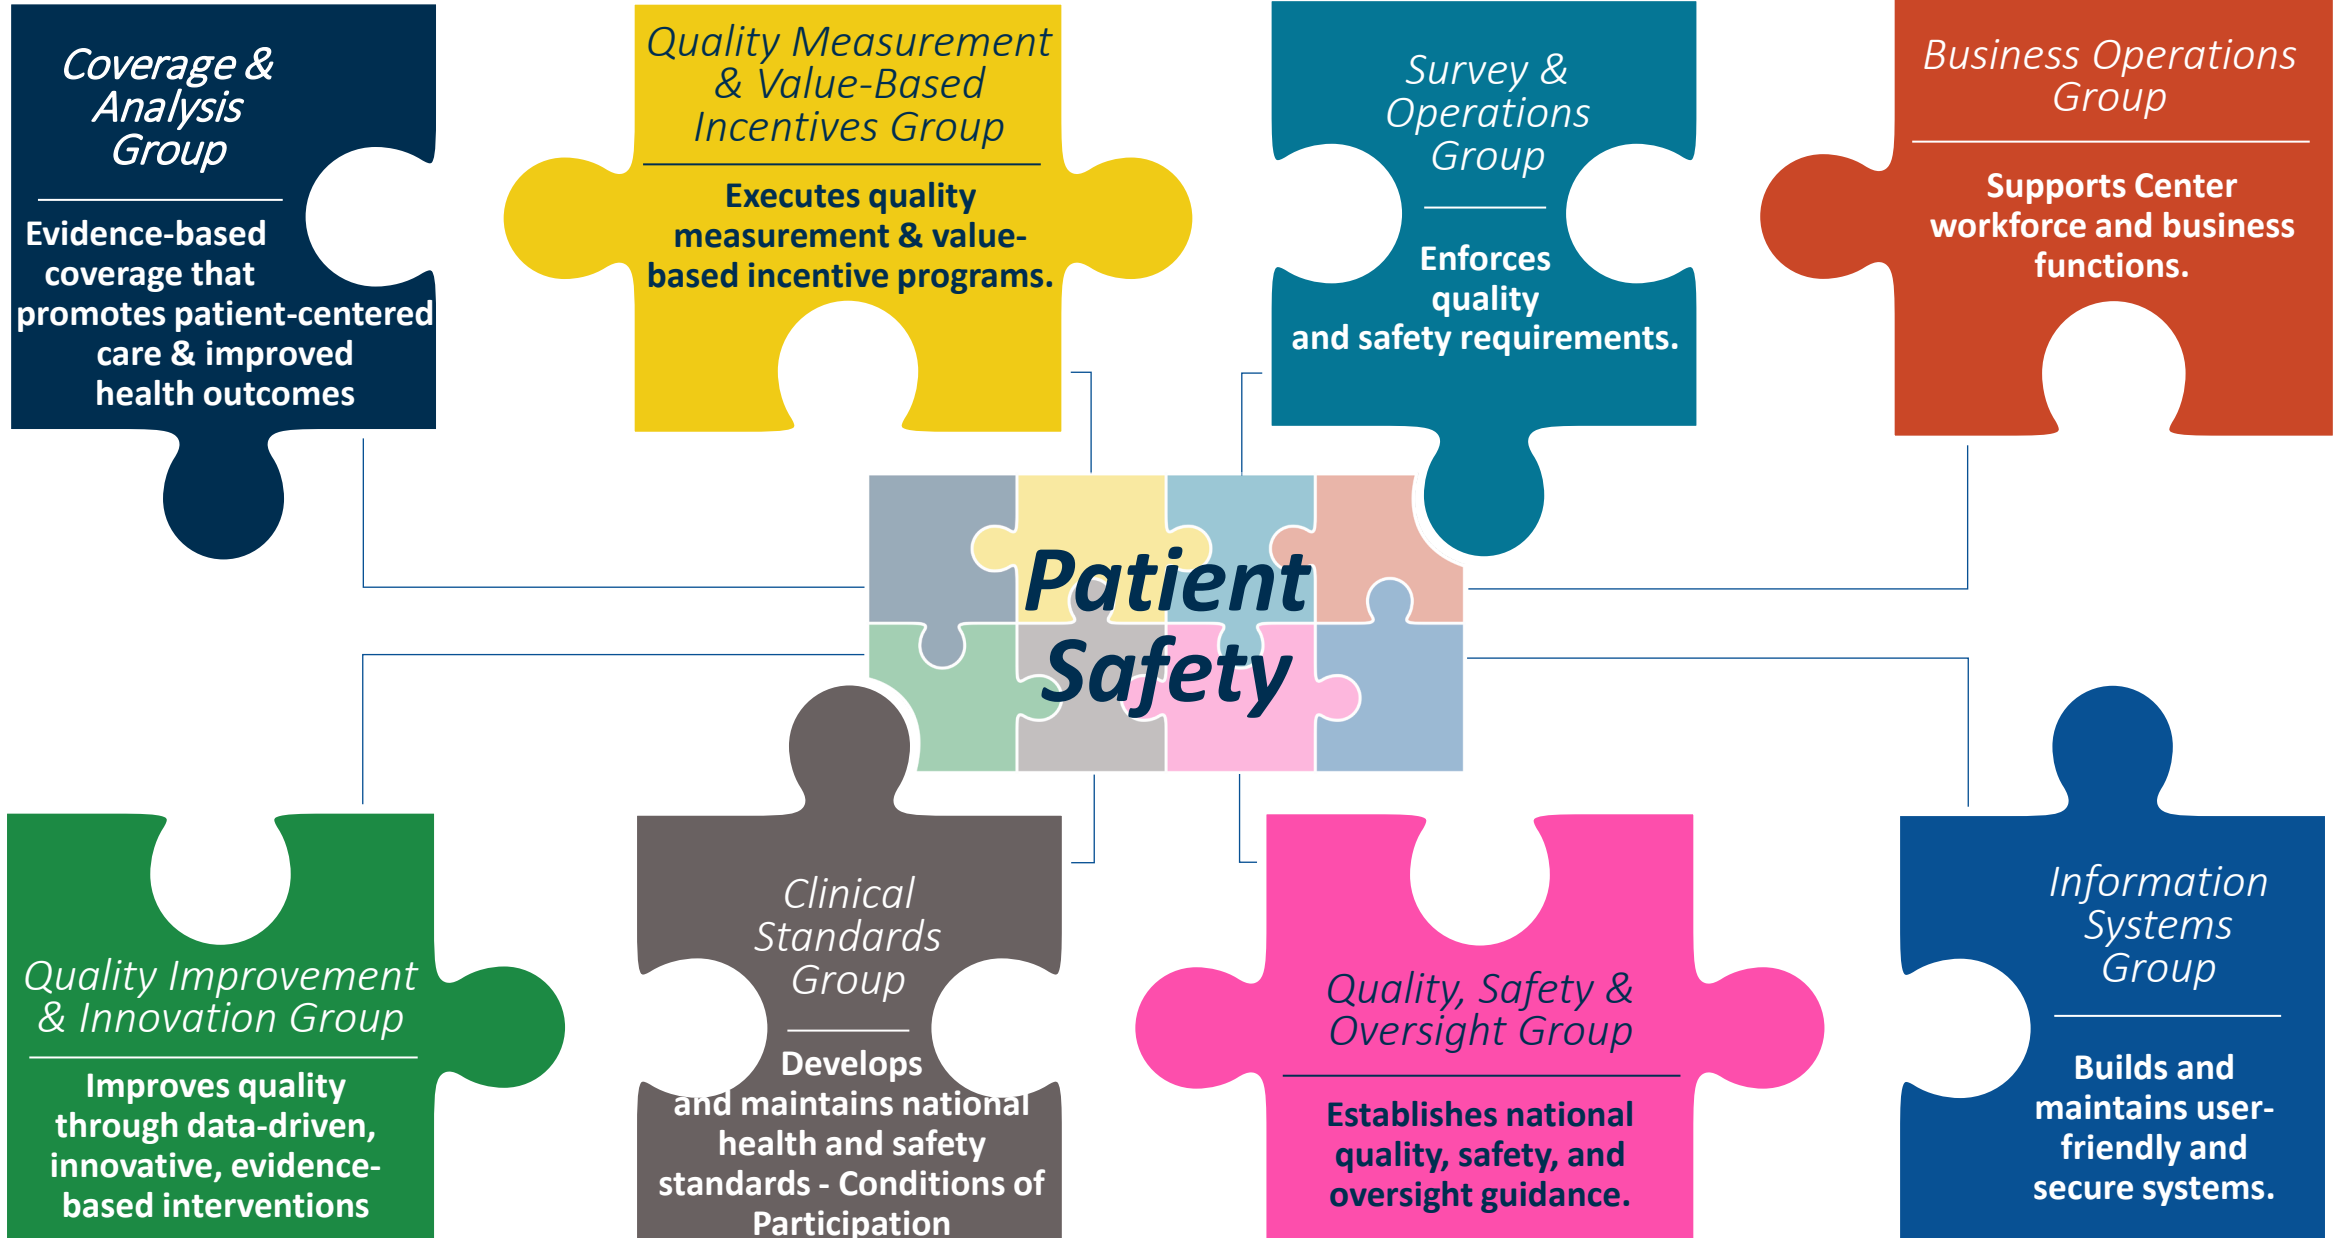 Coverage &
Analysis
Group
Evidence-based
coverage that
promotes patient-centered
care & improved
health outcomes
Quality Measurement
& Value-Based
Incentives Group
Executes quality
measurement & value-
based incentive programs.
Survey &
Operations
Group
Enforces
quality
and safety requirements.
Business Operations
Group
Supports Center
workforce and business
functions.
Patient
Safety
Quality Improvement
& Innovation Group
Improves quality
through data-driven,
innovative, evidence-
based interventions
Clinical
Standards
Group
Develops
and maintains national
health and safety
standards - Conditions of
Participation
Quality, Safety &
Oversight Group
Establishes national
quality, safety, and
oversight guidance.
Information
Systems
Group
Builds and
maintains user-
friendly and
secure systems.